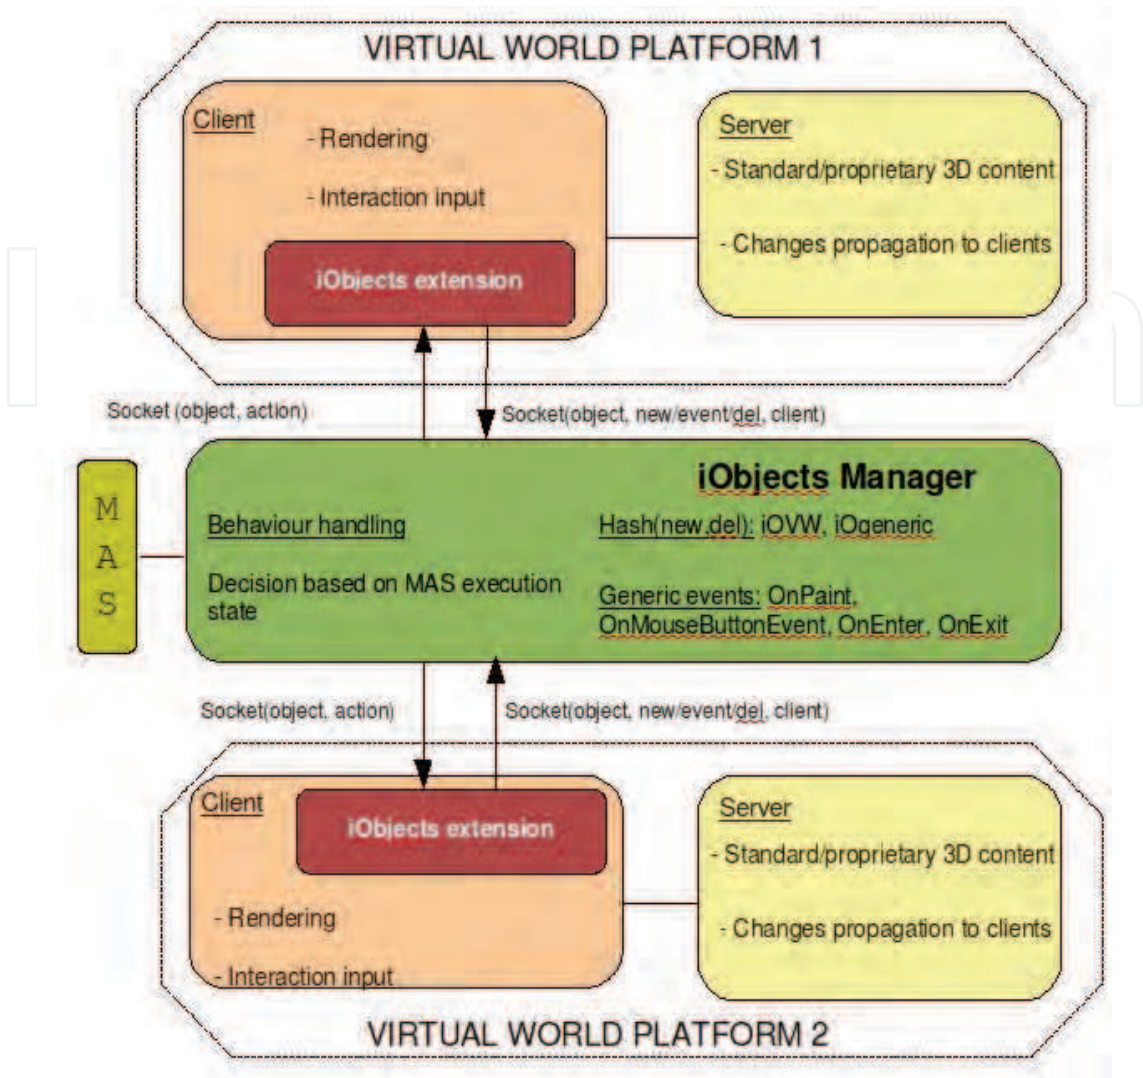 VIRTUAL WORLD PLATFORM 1
Client
- Rendering
- Interaction input
iObjects extension
Server
- Standard/proprietary 3D content
- Changes propagation to clients
Socket (object, action)
Socket(object, new/event/del, client)
M
A
S
iObjects Manager
Behaviour handling
Decision based on MAS execution
state
Hash(new,del): iOVW, iOgeneric
Generic events: OnPaint,
OnMouseButtonEvent, OnEnter, OnExit
Socket(object, action)
Socket(object, new/event/del, client)
Client
iObjects extension
- Rendering
- Interaction input
Server
- Standard/proprietary 3D content
- Changes propagation to clients
VIRTUAL WORLD PLATFORM 2